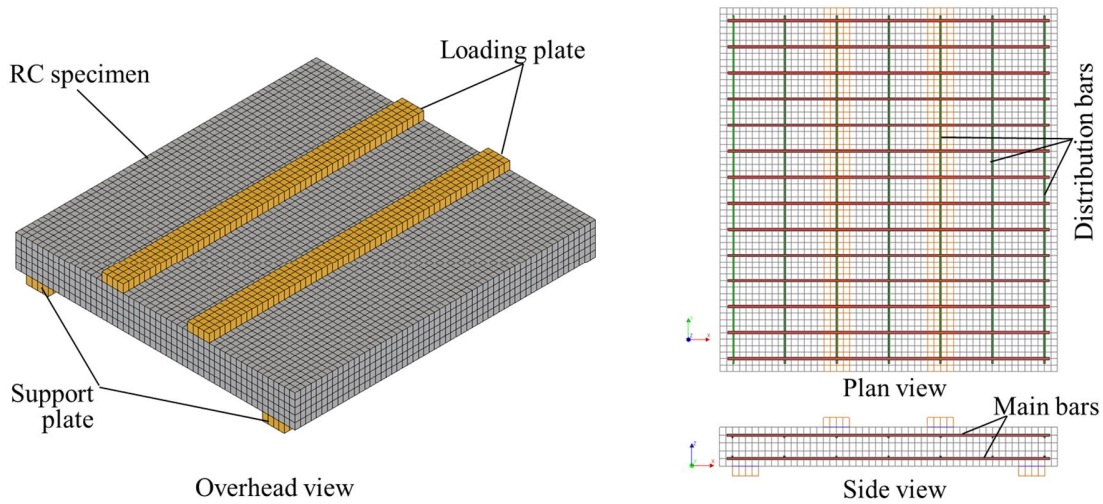 RC specimen
Loading plate
Support
plate
Overhead view
Distribution bars
Plan view
Main bars
Side view